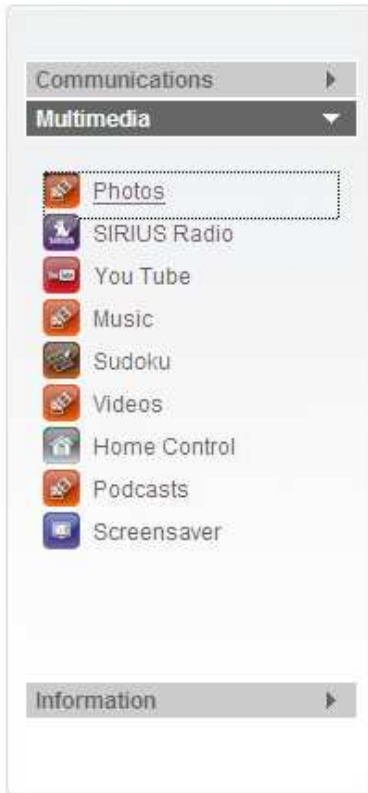 Communications
Multimedia
Photos
SIRIUS Radio
You Tube
Music
Sudoku
Videos
Home Control
Podcasts
Screensaver
Information